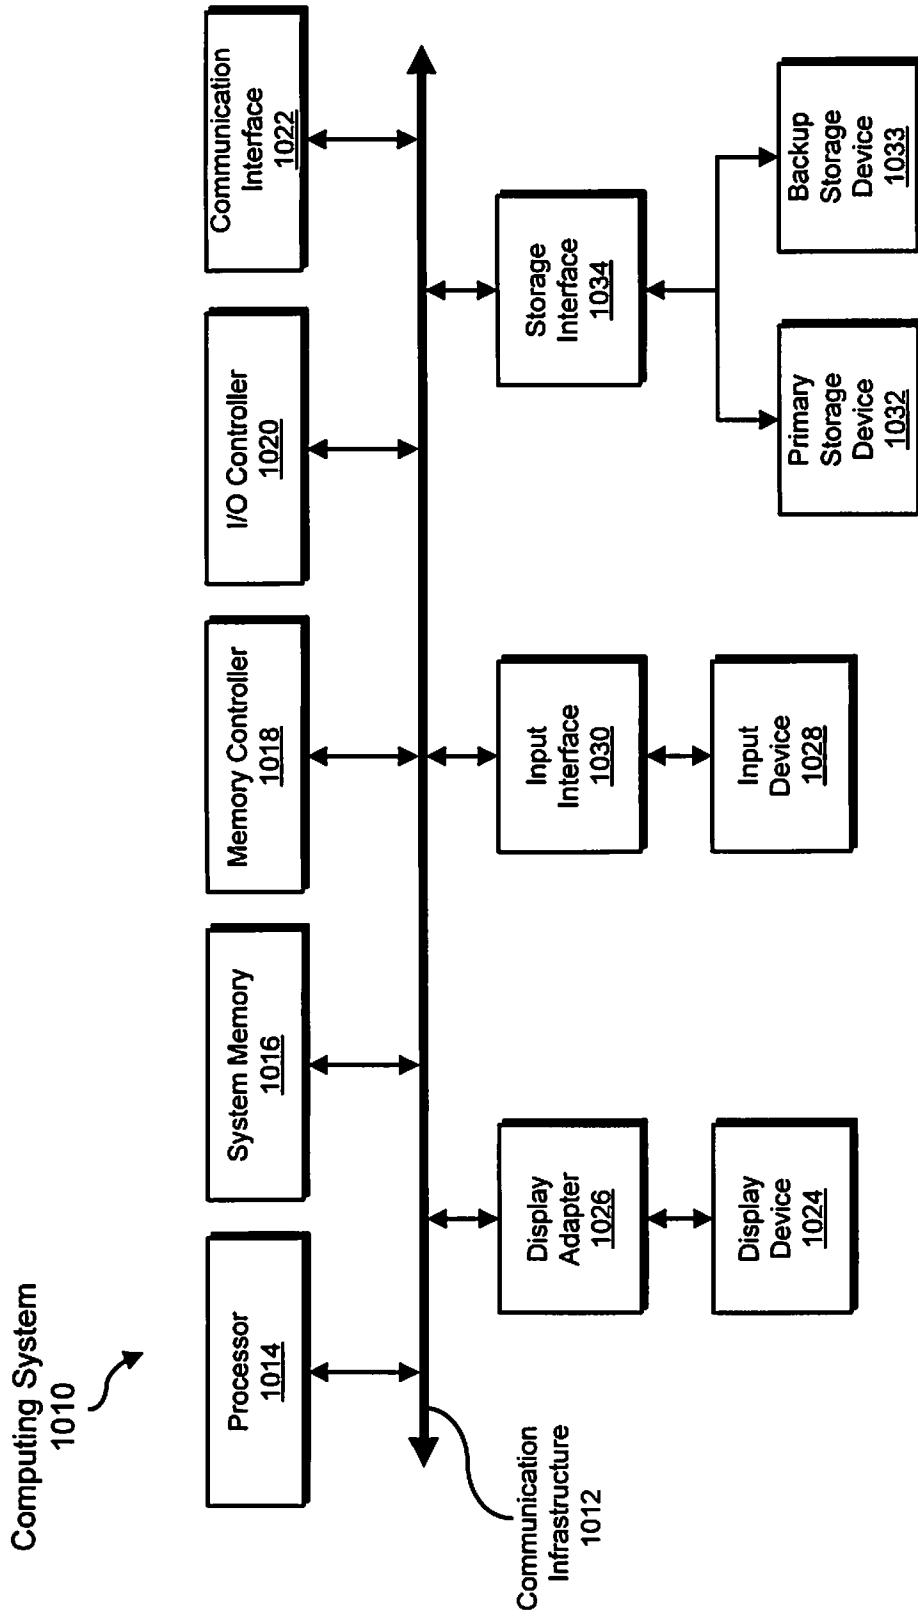 Computing System
1010
Processor
1014
System Memory
1016
Memory Controller
1018
I/O Controller
1020
Communication
Interface
1022
Communication
Infrastructure
1012
Display
Adapter
1026
Input
Interface
1030
Storage
Interface
1034
Display
Device
1024
Input
Device
1028
Primary
Storage
Device
1032
Backup
Storage
Device
1033